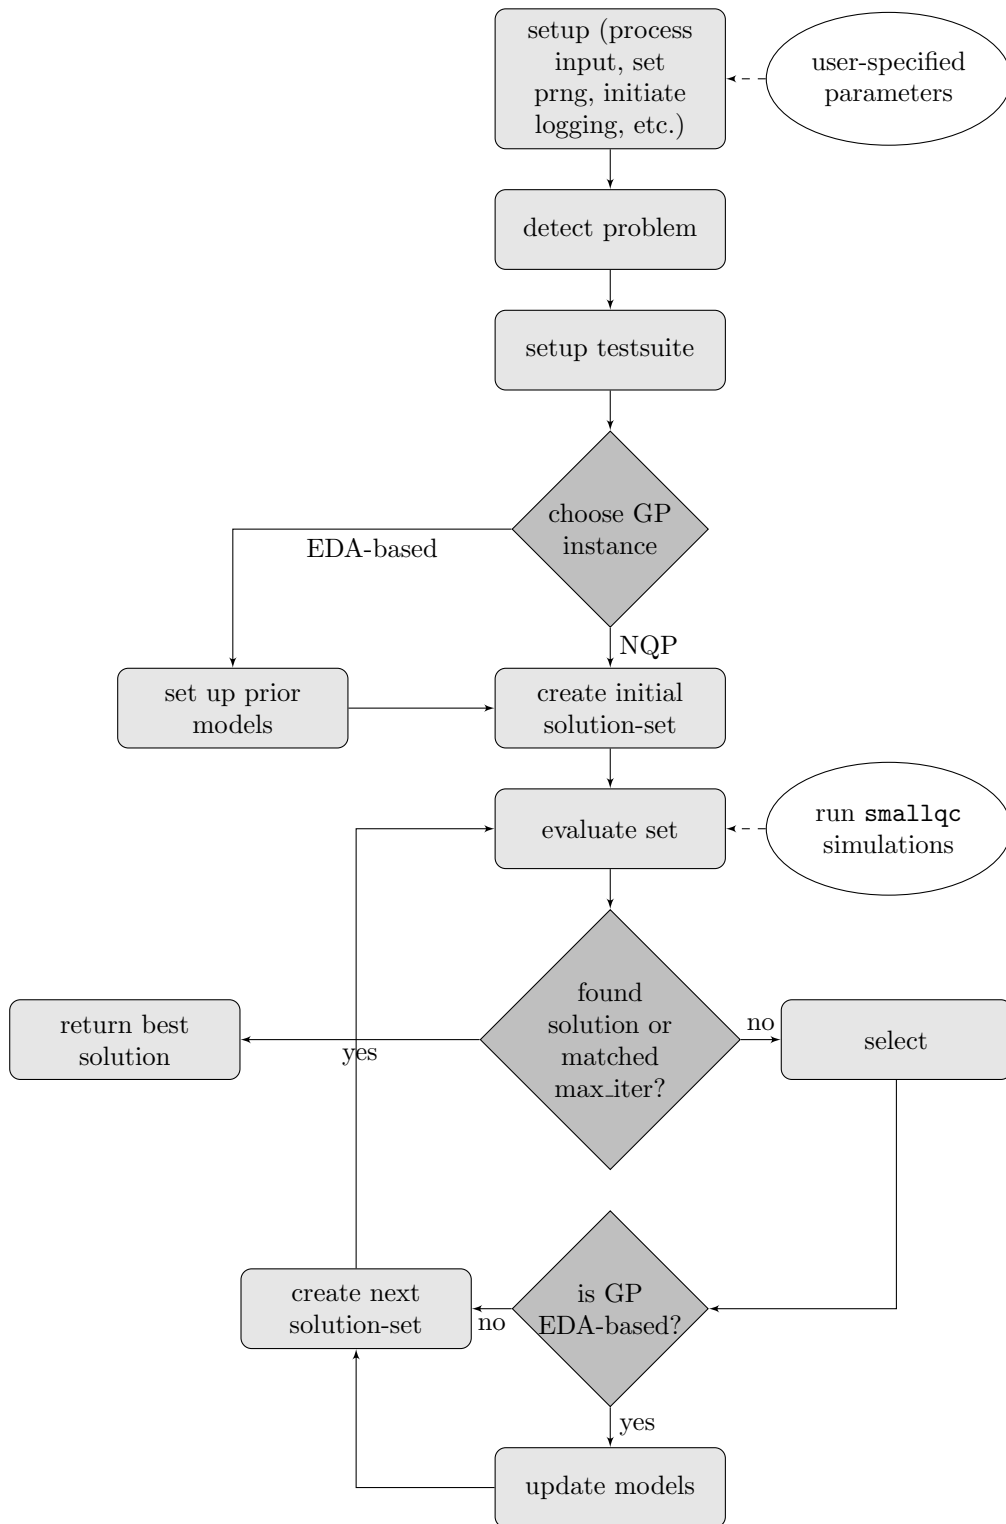 setup (process
input, set
prng, initiate
logging, etc.)
user-specified
parameters
detect problem
setup testsuite
choose GP
instance
EDA-based
NQP
set up prior
models
create initial
solution-set
evaluate set
run smallqc
simulations
found
solution or
matched
max_iter?
return best
solution
yes
no
select
is GP
EDA-based?
create next
solution-set
no
yes
update models